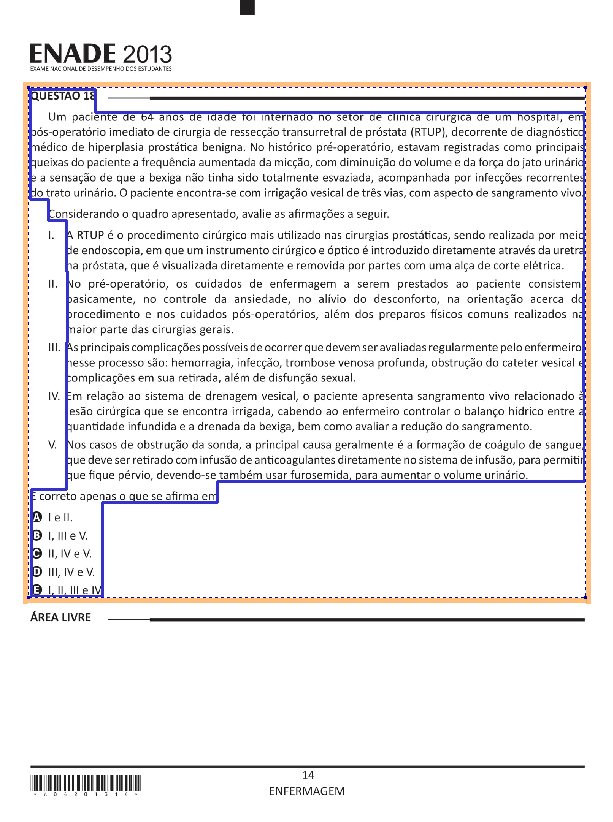 ENADE 2013
EXAME NACIONAL DE DESEMPENHO DOS ESTUDANTES
QUESTÃO 18
Um paciente de 64 anos de idade foi internado no setor de clínica cirúrgica de um hospital, em
pós-operatório imediato de cirurgia de ressecção transuretral de próstata (RTUP), decorrente de diagnóstico
médico de hiperplasia prostática benigna. No histórico pré-operatório, estavam registradas como principais
queixas do paciente a frequência aumentada da micção, com diminuição do volume e da força do jato urinário
e a sensação de que a bexiga não tinha sido totalmente esvaziada, acompanhada por infecções recorrentes
do trato urinário. O paciente encontra-se com irrigação vesical de três vias, com aspecto de sangramento vivo.
Considerando o quadro apresentado, avalie as afirmações a seguir.
I. A RTUP é o procedimento cirúrgico mais utilizado nas cirurgias prostáticas, sendo realizada por meio
de endoscopia, em que um instrumento cirúrgico e óptico é introduzido diretamente através da uretra
na próstata, que é visualizada diretamente e removida por partes com uma alça de corte elétrica.
II. No pré-operatório, os cuidados de enfermagem a serem prestados ao paciente consistem,
basicamente, no controle da ansiedade, no alívio do desconforto, na orientação acerca do
procedimento e nos cuidados pós-operatórios, além dos preparos físicos comuns realizados na
maior parte das cirurgias gerais.
III. As principais complicações possíveis de ocorrer que devem ser avaliadas regularmente pelo enfermeiro
nesse processo são: hemorragia, infecção, trombose venosa profunda, obstrução do cateter vesical e
complicações em sua retirada, além de disfunção sexual.
IV. Em relação ao sistema de drenagem vesical, o paciente apresenta sangramento vivo relacionado à
lesão cirúrgica que se encontra irrigada, cabendo ao enfermeiro controlar o balanço hídrico entre a
quantidade infundida e a drenada da bexiga, bem como avaliar a redução do sangramento.
V. Nos casos de obstrução da sonda, a principal causa geralmente é a formação de coágulo de sangue,
que deve ser retirado com infusão de anticoagulantes diretamente no sistema de infusão, para permitir
que fique pérvio, devendo-se também usar furosemida, para aumentar o volume urinário.
É correto apenas o que se afirma em
A I e II.
B I, III e V.
C II, IV e V.
D III, IV e V.
E I, II, III e IV.
ÁREA LIVRE
14
ENFERMAGEM